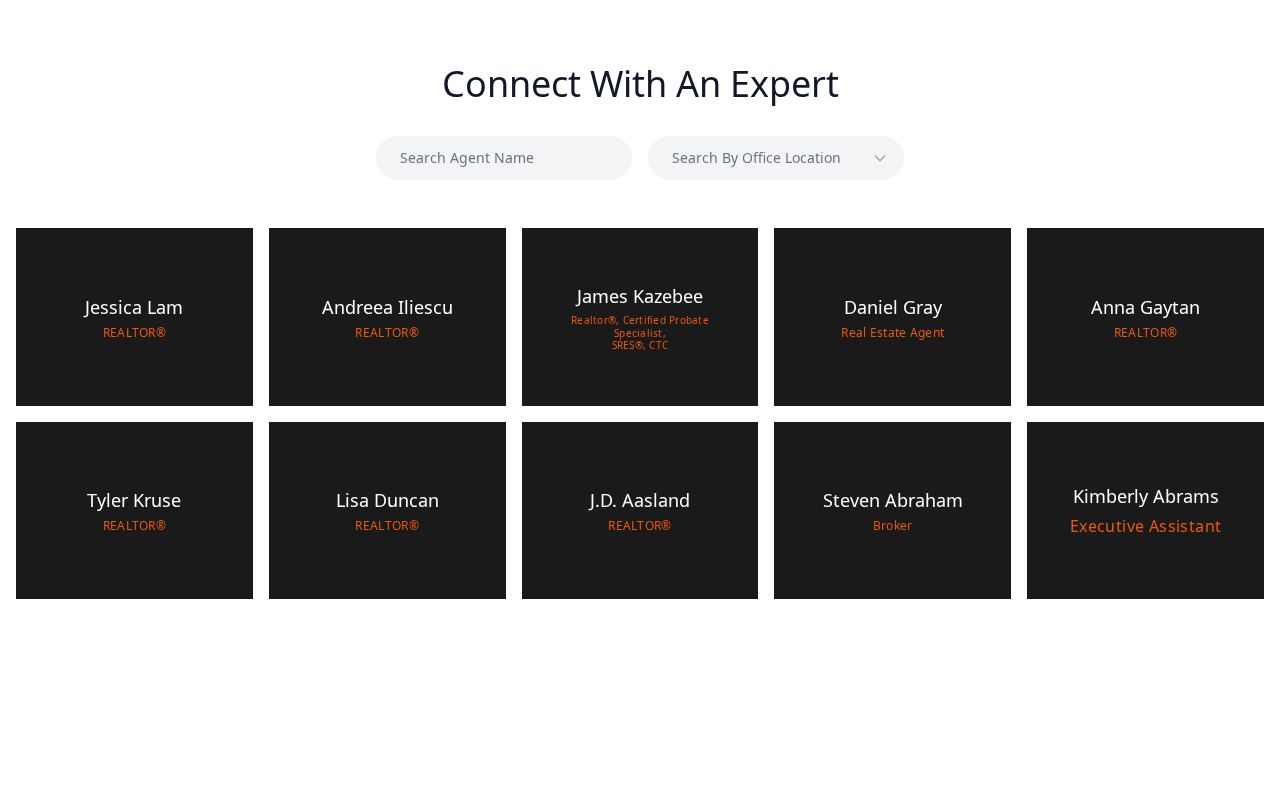 Connect With An Expert
Search Agent Name
Search By Office Location
Jessica Lam
REALTOR®
Andreea Iliescu
REALTOR®
James Kazebee
Realtor®, Certified Probate
Specialist,
SRES®, CTC
Daniel Gray
Real Estate Agent
Anna Gaytan
REALTOR®
Tyler Kruse
REALTOR®
Lisa Duncan
REALTOR®
J.D. Aasland
REALTOR®
Steven Abraham
Broker
Kimberly Abrams
Executive Assistant